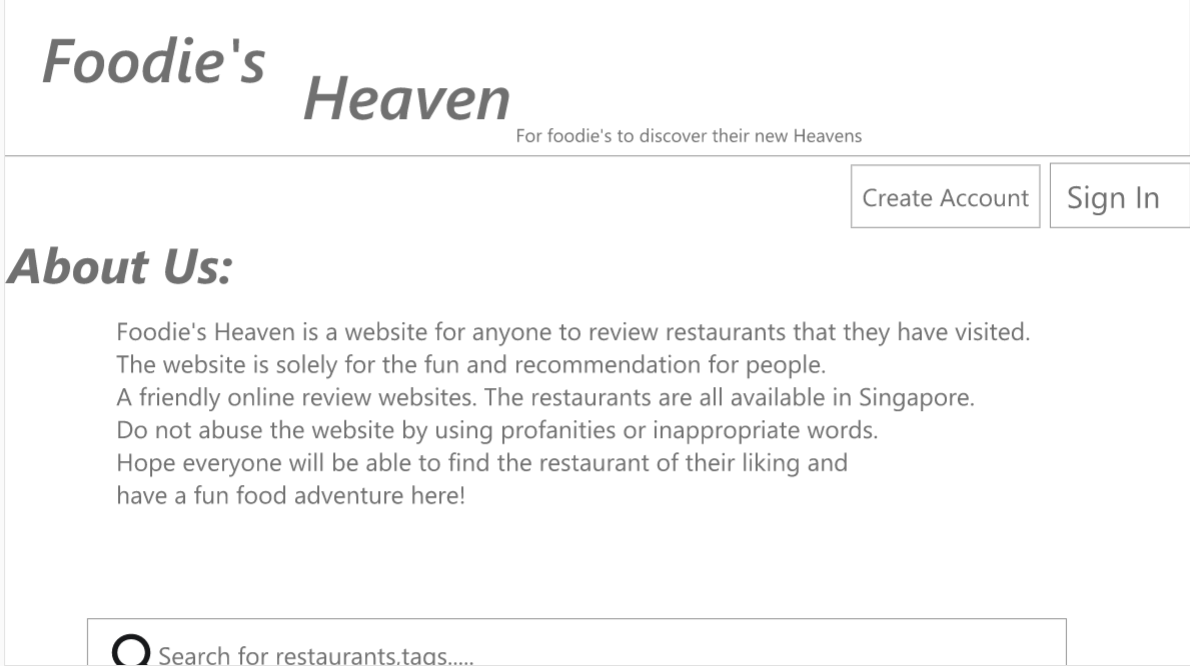 Foodie's
Heaven
For foodie's to discover their new Heavens
Create Account
Sign In
About Us:
Foodie's Heaven is a website for anyone to review restaurants that they have visited.
The website is solely for the fun and recommendation for people.
A friendly online review websites. The restaurants are all available in Singapore.
Do not abuse the website by using profanities or inappropriate words.
Hope everyone will be able to find the restaurant of their liking and
have a fun food adventure here!
Search for restaurants,tags.....